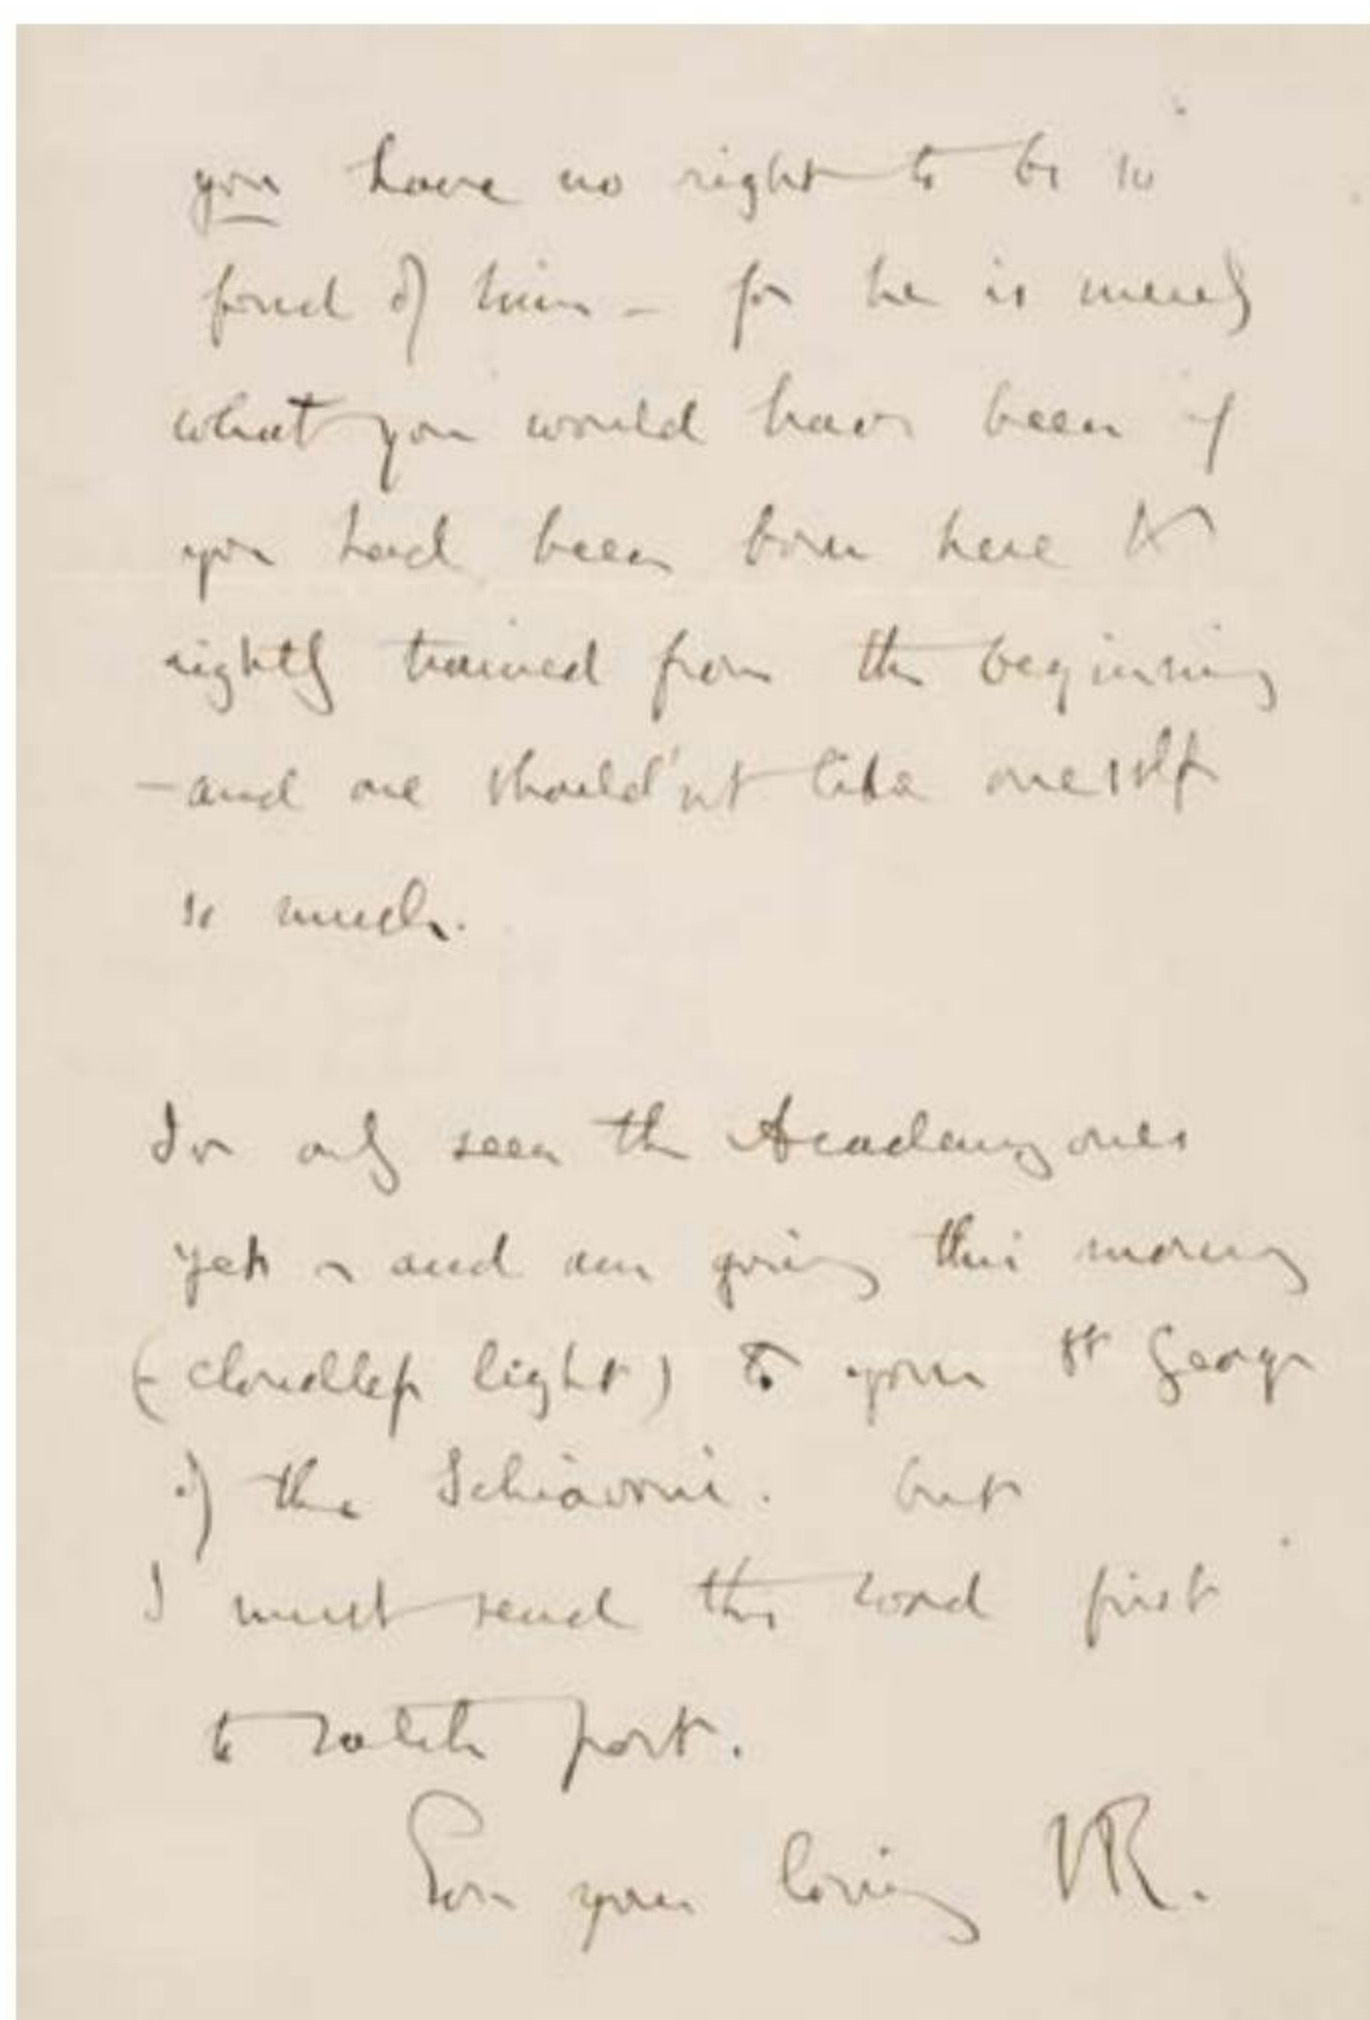 you have no right to be so
fond of him – for he is merely
what you would have been if
you had been born here &
rightly trained from the beginning
– and one should'nt like oneself
so much.
I've only seen the Academy ones
yet – and am going this morning
(– cloudless light) to your St George
of the Schiavoni. but
I must send this word first
to catch post.
Ever your loving JR.